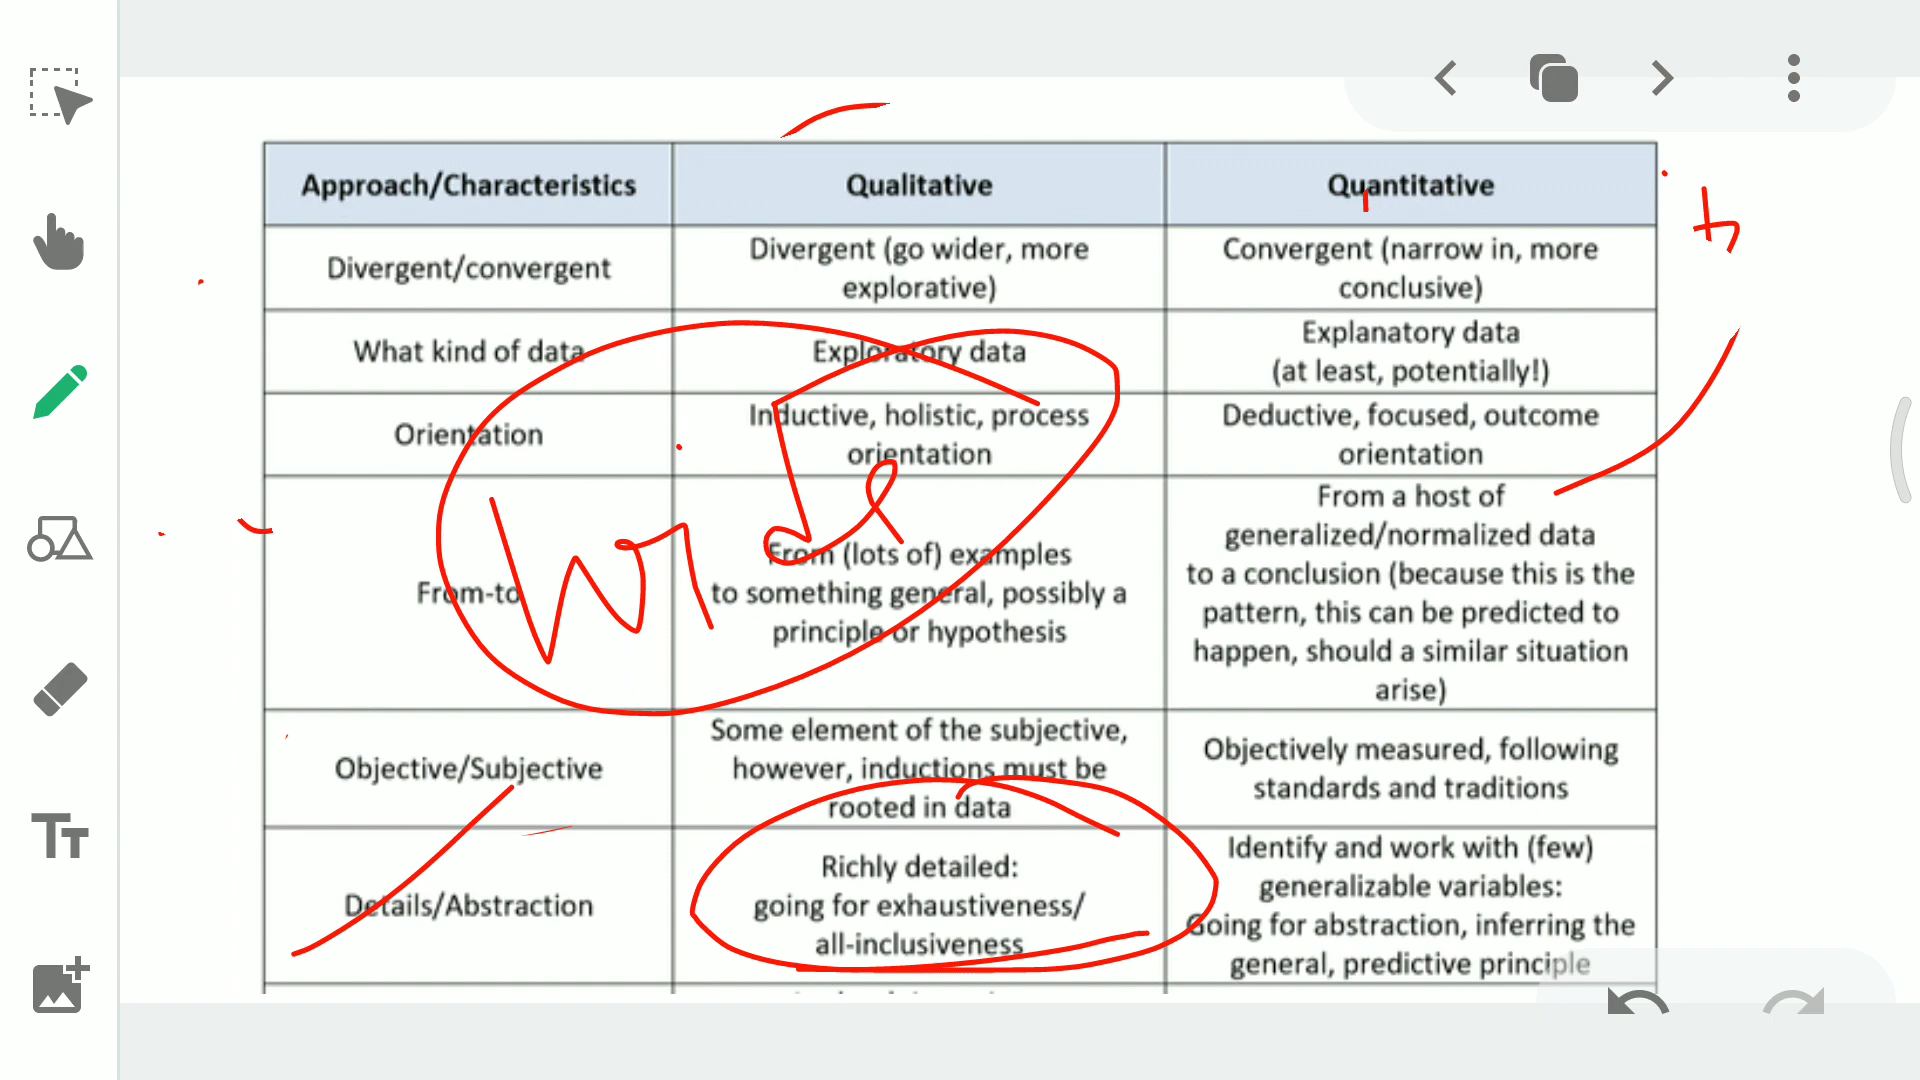 Approach/Characteristics
Qualitative
Quantitative
Divergent/convergent
Divergent (go wider, more
explorative)
Convergent (narrow in, more
conclusive)
What kind of data
Exploratory data
Explanatory data
(at least, potentially!)
Orientation
Inductive, holistic, process
orientation
Deductive, focused, outcome
orientation
From-to
From (lots of) examples
to something general, possibly a
principle or hypothesis
From a host of
generalized/normalized data
to a conclusion (because this is the
pattern, this can be predicted to
happen, should a similar situation
arise)
Objective/Subjective
Some element of the subjective,
however, inductions must be
rooted in data
Objectively measured, following
standards and traditions
Details/Abstraction
Richly detailed:
going for exhaustiveness/
all-inclusiveness
Identify and work with (few)
generalizable variables:
Going for abstraction, inferring the
general, predictive principle
TT